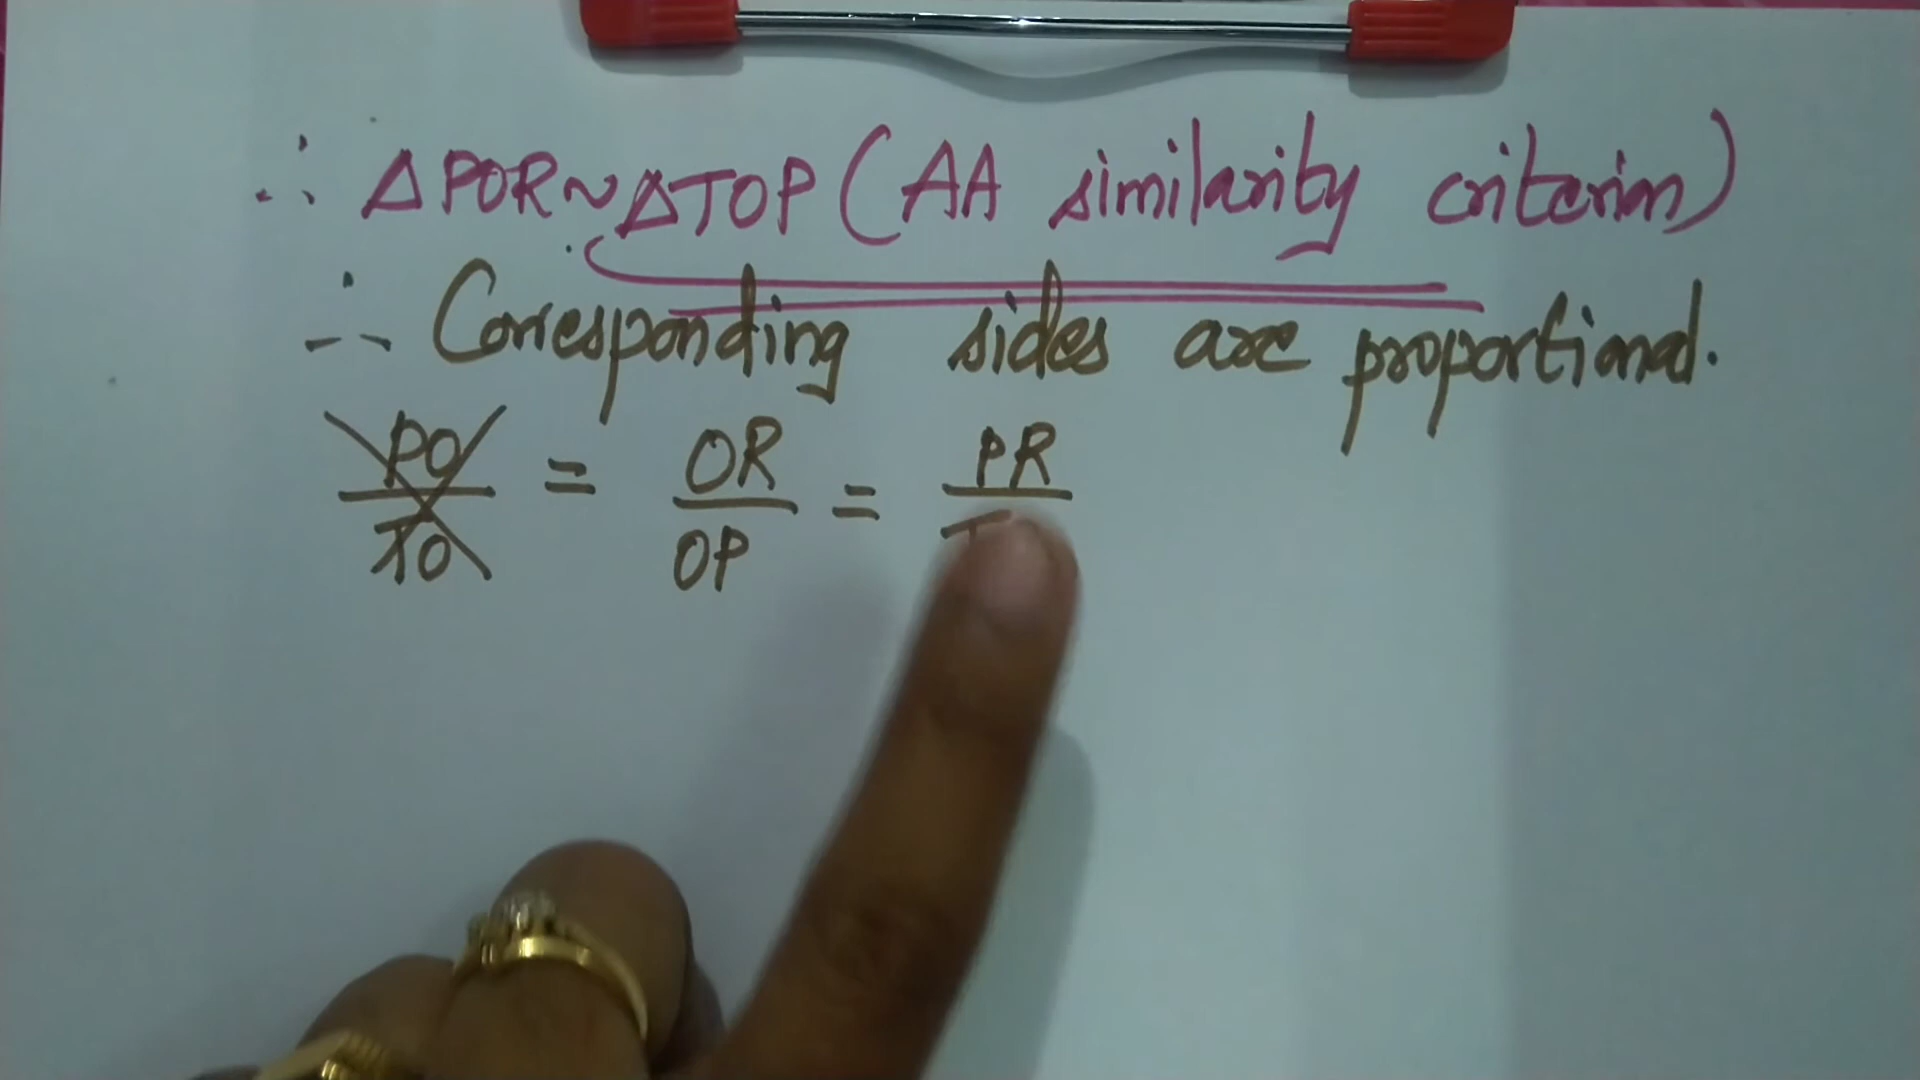 ∴ ΔPOR ~ ΔTOP (AA similarity criterion)
∴ Corresponding sides are proportional.
PO/TO = OR/OP = PR/